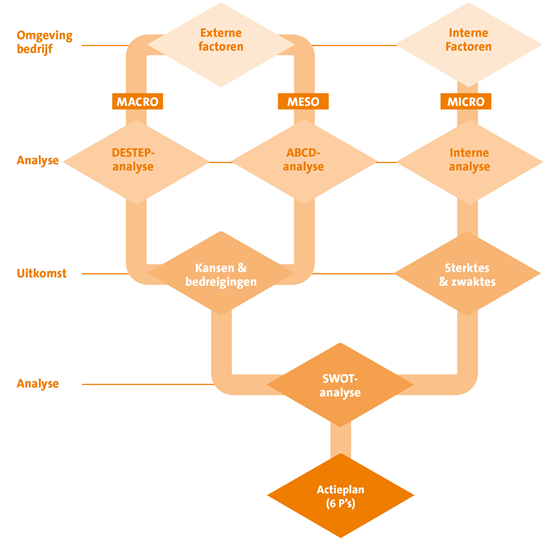 Omgeving
bedrijf
Externe
factoren
Interne
Factoren
MACRO
MESO
MICRO
Analyse
DESTEP-
analyse
ABCD-
analyse
Interne
analyse
Uitkomst
Kansen &
bedreigingen
Sterktes
& zwaktes
Analyse
SWOT-
analyse
Actieplan
(6 P's)